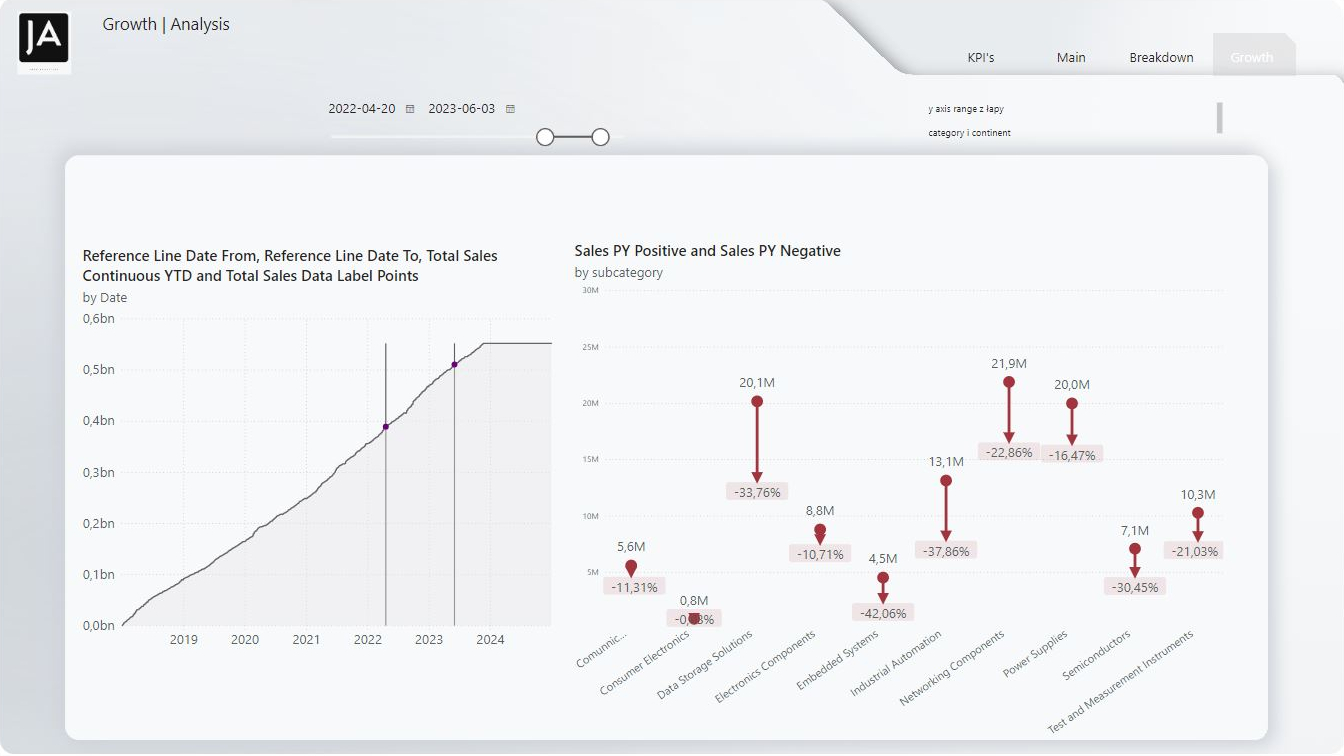 JA
Growth | Analysis
KPI's
Main
Breakdown
Growth
2022-04-20
2023-06-03
y axis range z łapy
category i continent
Reference Line Date From, Reference Line Date To, Total Sales
Continuous YTD and Total Sales Data Label Points
by Date
0,6bn
0,5bn
0,4bn
0,3bn
0,2bn
0,1bn
0,0bn
2019
2020
2021
2022
2023
2024
Sales PY Positive and Sales PY Negative
by subcategory
30M
25M
20M
15M
10M
5M
5,6M
-11,31%
0,8M
20,1M
-33,76%
8,8M
-10,71%
4,5M
-42,06%
13,1M
-37,86%
21,9M
-22,86%
20,0M
-16,47%
7,1M
-30,45%
10,3M
-21,03%
Comunnic...
Consumer Electronics
Data Storage Solutions
Electronics Components
Embedded Systems
Industrial Automation
Networking Components
Power Supplies
Semiconductors
Test and Measurement Instruments